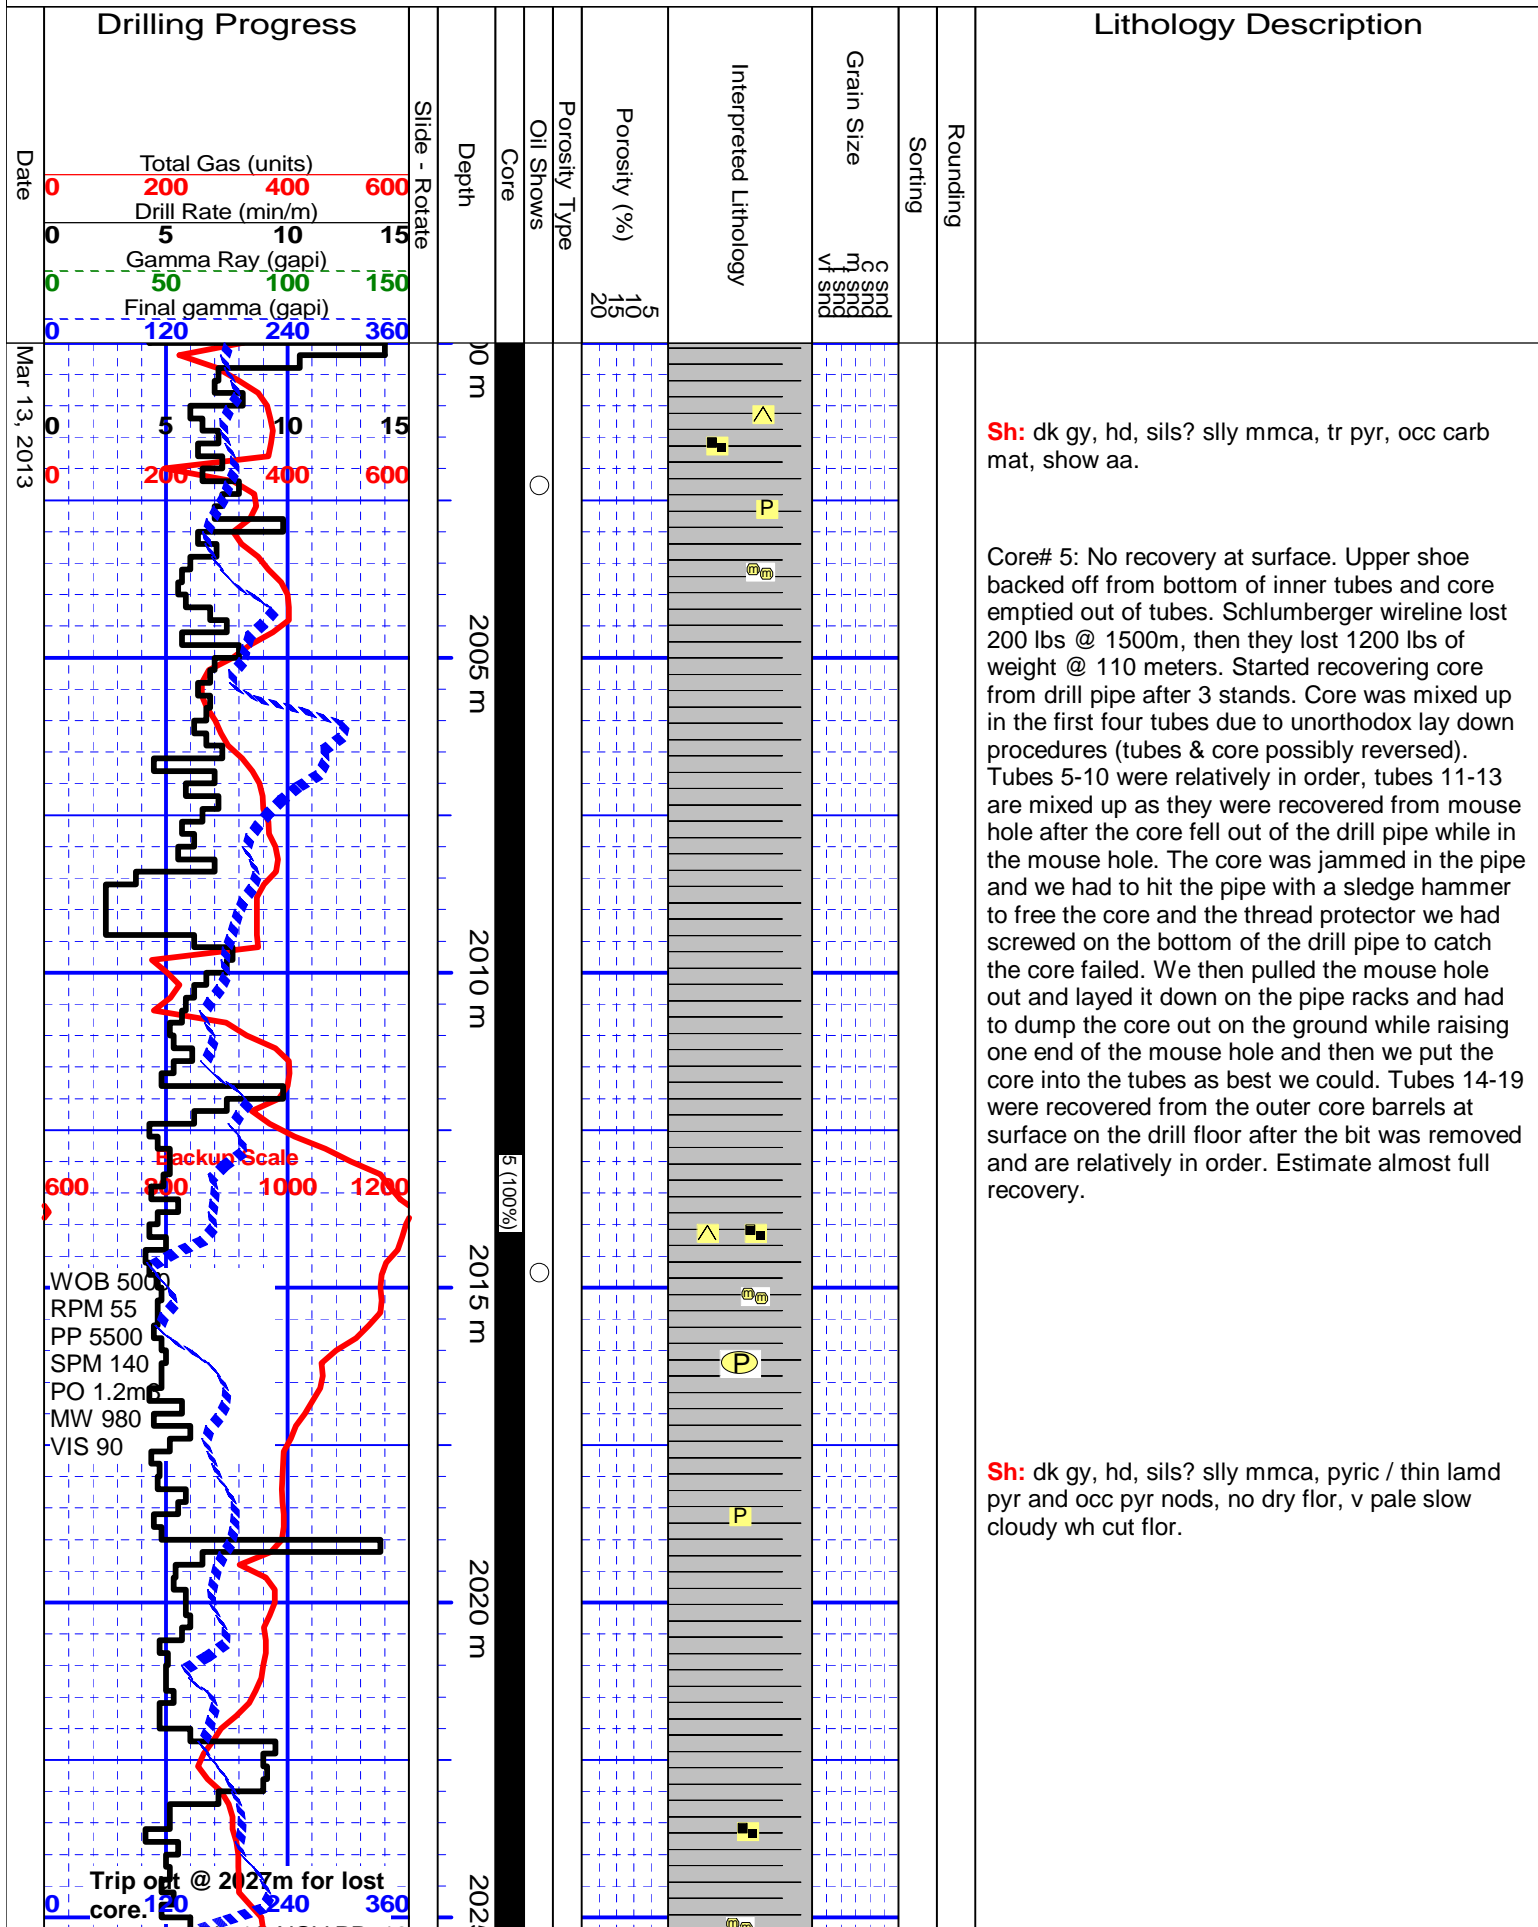 Drilling Progress
Lithology Description
Date
Total Gas (units)
0 200 400 600
Drill Rate (min/m)
0 5 10 15
Gamma Ray (gapi)
0 50 100 150
Final gamma (gapi)
0 120 240 360
Slide - Rotate
Depth
Core
Oil Shows
Porosity Type
Porosity (%)
5
10
15
20
Interpreted Lithology
Grain Size
c snd
c snd
m snd
f snd
vf snd
Sorting
Rounding
Mar 13, 2013
0 5 10 15
0 200 400 600
00 m
2005 m
2010 m
2015 m
2020 m
P
m m
5 (100%)
Backup Scale
600 800 1000 1200
m m
P
P
WOB 5000
RPM 55
PP 5500
SPM 140
PO 1.2m3
MW 980
VIS 90
Trip out @ 2027m for lost
core.
0 120 240 360
Sh: dk gy, hd, sils? slly mmca, tr pyr, occ carb
mat, show aa.
Core# 5: No recovery at surface. Upper shoe
backed off from bottom of inner tubes and core
emptied out of tubes. Schlumberger wireline lost
200 lbs @ 1500m, then they lost 1200 lbs of
weight @ 110 meters. Started recovering core
from drill pipe after 3 stands. Core was mixed up
in the first four tubes due to unorthodox lay down
procedures (tubes & core possibly reversed).
Tubes 5-10 were relatively in order, tubes 11-13
are mixed up as they were recovered from mouse
hole after the core fell out of the drill pipe while in
the mouse hole. The core was jammed in the pipe
and we had to hit the pipe with a sledge hammer
to free the core and the thread protector we had
screwed on the bottom of the drill pipe to catch
the core failed. We then pulled the mouse hole
out and layed it down on the pipe racks and had
to dump the core out on the ground while raising
one end of the mouse hole and then we put the
core into the tubes as best we could. Tubes 14-19
were recovered from the outer core barrels at
surface on the drill floor after the bit was removed
and are relatively in order. Estimate almost full
recovery.
Sh: dk gy, hd, sils? slly mmca, pyric / thin lamd
pyr and occ pyr nods, no dry flor, v pale slow
cloudy wh cut flor.